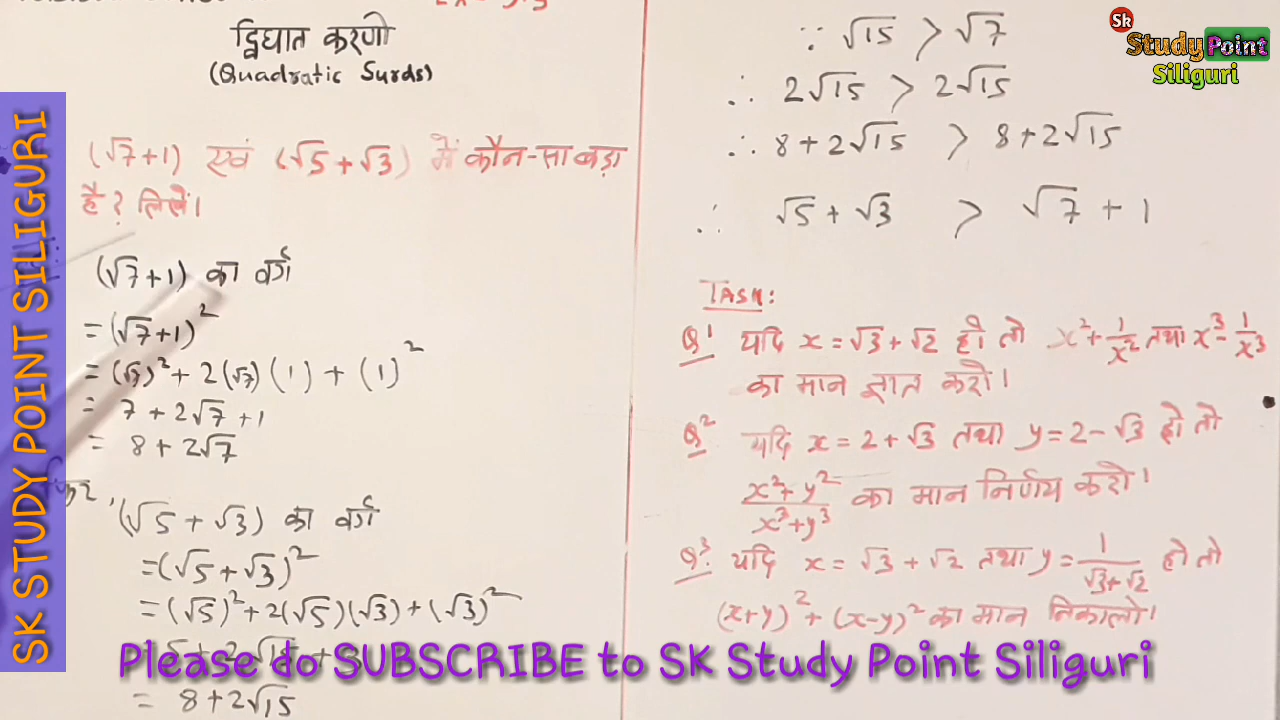 द्विघात करणी
(Quadratic Surds)
(√7+1) एवं (√5+√3) में कौन-सा बड़ा
है? लिखें।
(√7+1) का वर्ग
= (√7+1)²
= (√7)² + 2(√7)(1) + (1)²
= 7 + 2√7 + 1
= 8 + 2√7
(√5 + √3) का वर्ग
= (√5 + √3)²
= (√5)² + 2(√5)(√3) + (√3)²
= 8 + 2√15
∵ √15 > √7
∴ 2√15 > 2√15
∴ 8 + 2√15 > 8 + 2√15
∴ √5 + √3 > √7 + 1
TASK:
Q1 यदि x = √3 + √2 हो तो x² + 1/x² तथा x³ - 1/x³
का मान ज्ञात करो।
Q2 यदि x = 2 + √3 तथा y = 2 - √3 हो तो
x² + y² / x³ + y³ का मान निर्णय करो।
Q3. यदि x = √3 + √2 तथा y = 1/√3+√2 हो तो
(x+y)² + (x-y)² का मान निकालो।
Sk
Study Point
Siliguri
SK STUDY POINT SILIGURI
Please do SUBSCRIBE to SK Study Point Siliguri